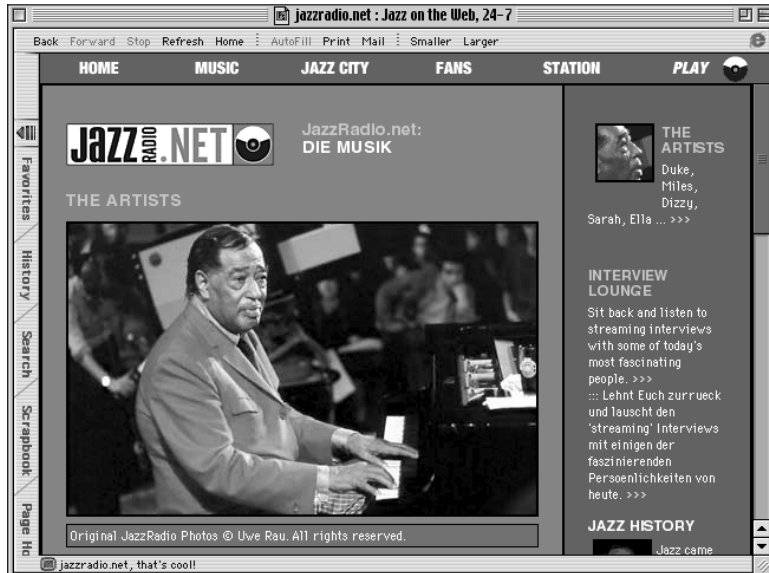 jazzradio.net : Jazz on the Web, 24-7
Back Forward Stop Refresh Home AutoFill Print Mail Smaller Larger
HOME MUSIC JAZZ CITY FANS STATION PLAY
Favorites
History
Search
Scrapbook
Page Ho
JaZZ RADIO .NET
JazzRadio.net:
DIE MUSIK
THE ARTISTS
Original JazzRadio Photos © Uwe Rau. All rights reserved.
THE
ARTISTS
Duke,
Miles,
Dizzy,
Sarah, Ella ... >>>
INTERVIEW
LOUNGE
Sit back and listen to
streaming interviews
with some of today's
most fascinating
people. >>>
::: Lehnt Euch zurrueck
und lauscht den
'streaming' Interviews
mit einigen der
faszinierenden
Persoenlichkeiten von
heute. >>>
JAZZ HISTORY
Jazz came
jazzradio.net, that's cool!